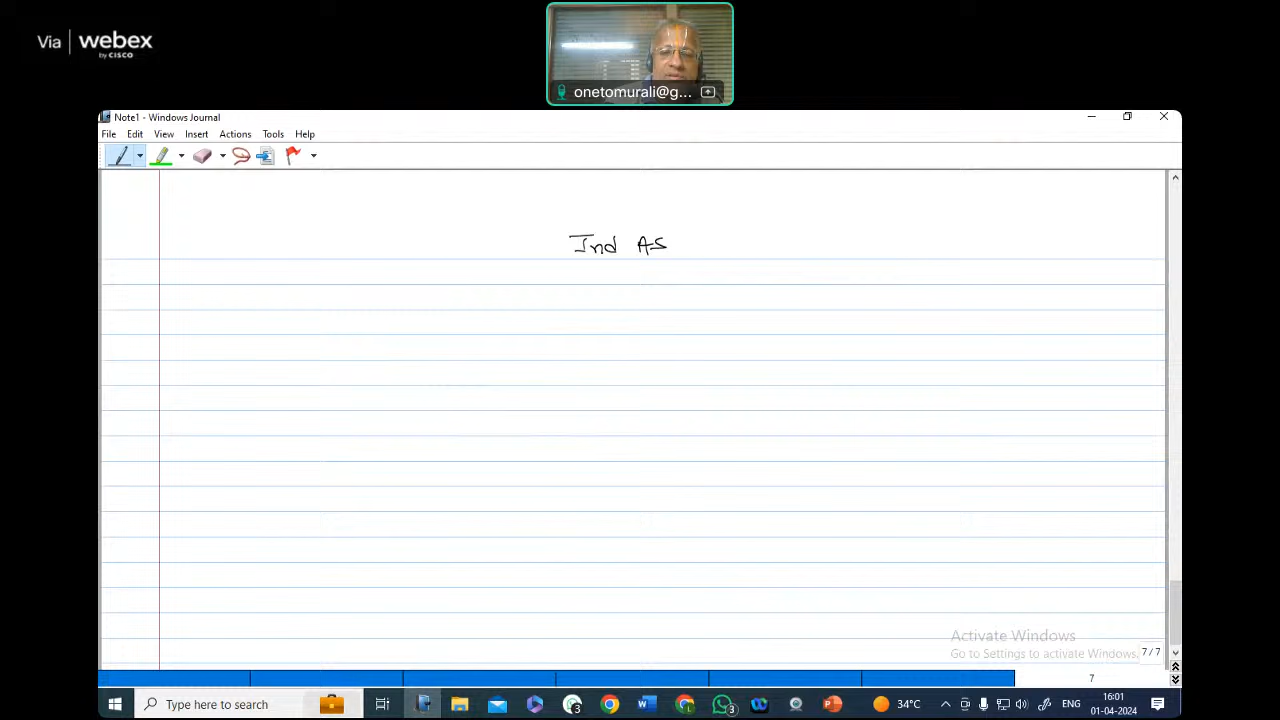 Via webex
by CISCO
onetomurali@g...
Note1 - Windows Journal
File Edit View Insert Actions Tools Help
Ind AS
Activate Windows
Go to Settings to activate Windows.
7/7
7
Type here to search
3
3
34°C
ENG
16:01
01-04-2024